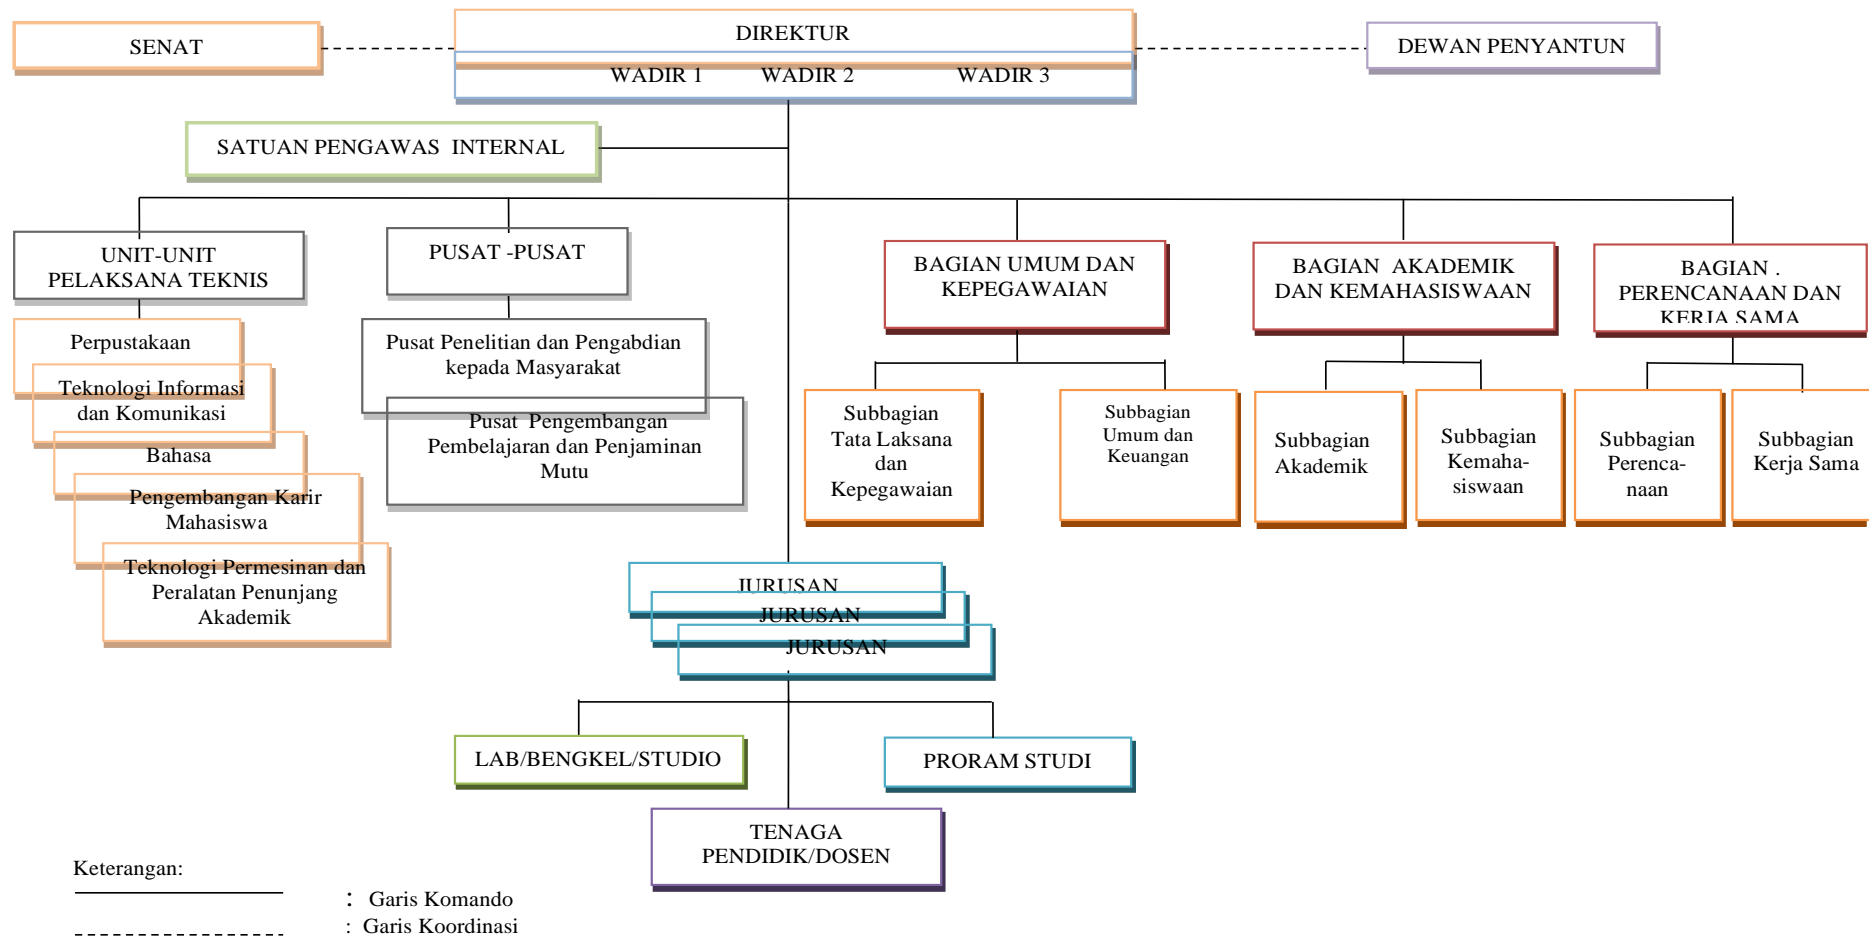 SENAT
DIREKTUR
DEWAN PENYANTUN
WADIR 1 WADIR 2 WADIR 3
SATUAN PENGAWAS INTERNAL
UNIT-UNIT
PELAKSANA TEKNIS
PUSAT -PUSAT
BAGIAN UMUM DAN
KEPEGAWAIAN
BAGIAN AKADEMIK
DAN KEMAHASISWAAN
BAGIAN .
PERENCANAAN DAN
KERJA SAMA
Perpustakaan
Teknologi Informasi
dan Komunikasi
Bahasa
Pengembangan Karir
Mahasiswa
Teknologi Permesinan dan
Peralatan Penunjang
Akademik
Pusat Penelitian dan Pengabdian
kepada Masyarakat
Pusat Pengembangan
Pembelajaran dan Penjaminan
Mutu
Subbagian
Tata Laksana
dan
Kepegawaian
Subbagian
Umum dan
Keuangan
Subbagian
Akademik
Subbagian
Kemaha-
siswaan
Subbagian
Perenca-
naan
Subbagian
Kerja Sama
JURUSAN
JURUSAN
JURUSAN
LAB/BENGKEL/STUDIO
PRORAM STUDI
TENAGA
PENDIDIK/DOSEN
Keterangan:
: Garis Komando
: Garis Koordinasi